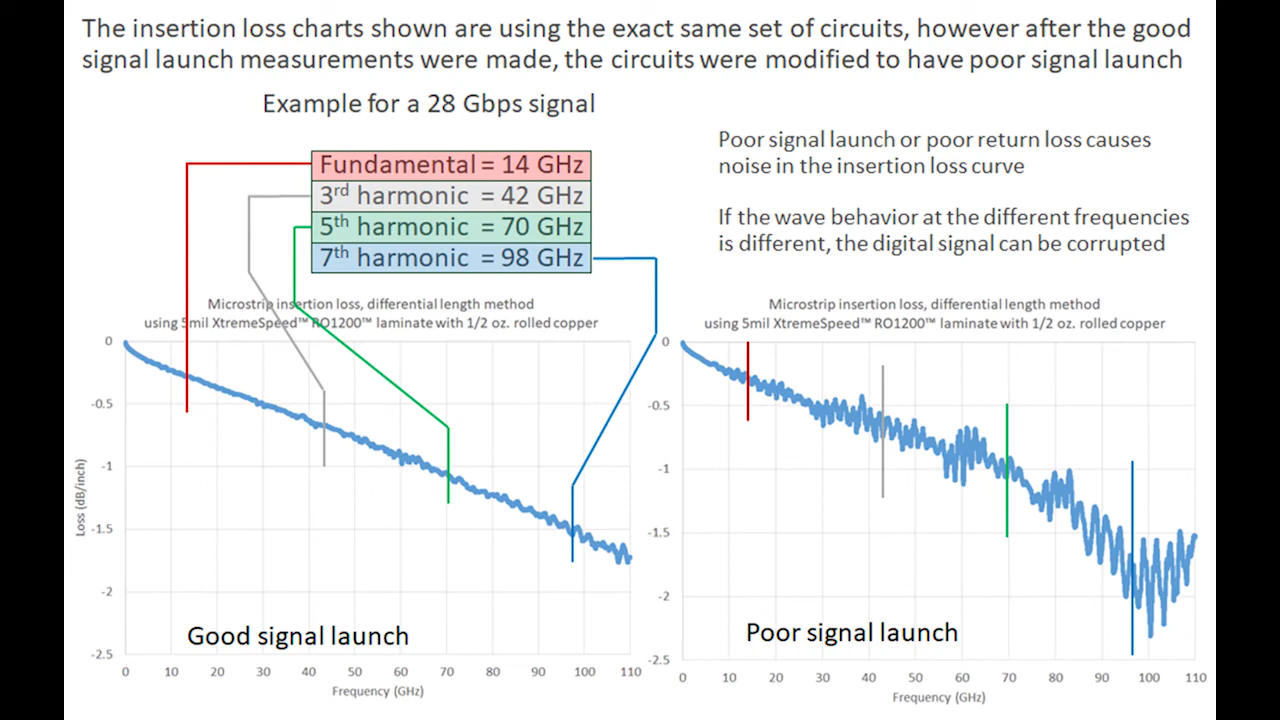 The insertion loss charts shown are using the exact same set of circuits, however after the good
signal launch measurements were made, the circuits were modified to have poor signal launch
Example for a 28 Gbps signal
Fundamental = 14 GHz
3rd harmonic = 42 GHz
5th harmonic = 70 GHz
7th harmonic = 98 GHz
Poor signal launch or poor return loss causes
noise in the insertion loss curve
If the wave behavior at the different frequencies
is different, the digital signal can be corrupted
Microstrip insertion loss, differential length method
using 5mil XtremeSpeed™ RO1200™ laminate with 1/2 oz. rolled copper
0
-0.5
-1
-1.5
-2
-2.5
Loss (dB/inch)
Good signal launch
0 10 20 30 40 50 60 70 80 90 100 110
Frequency (GHz)
Microstrip insertion loss, differential length method
using 5mil XtremeSpeed™ RO1200™ laminate with 1/2 oz. rolled copper
0
-0.5
-1
-1.5
-2
-2.5
Poor signal launch
0 10 20 30 40 50 60 70 80 90 100 110
Frequency (GHz)